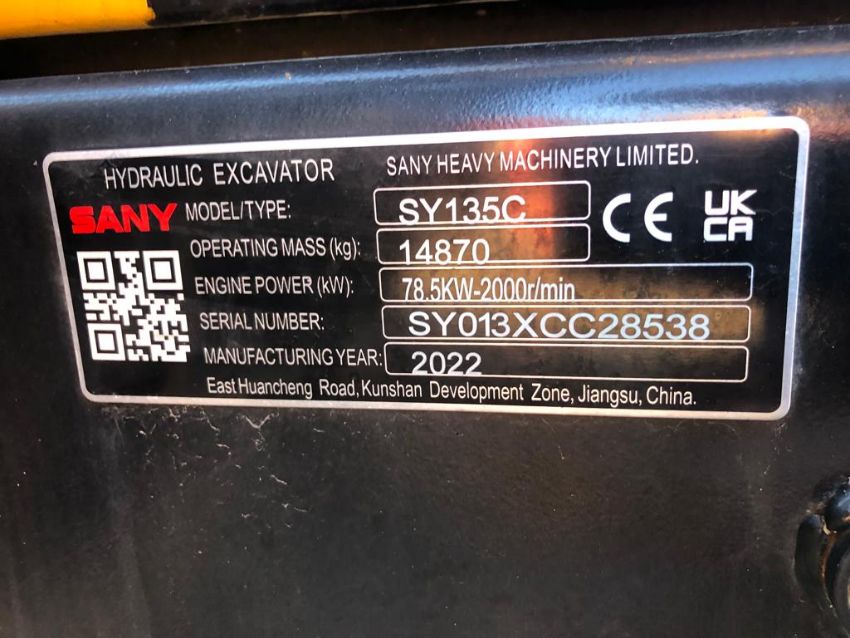 HYDRAULIC EXCAVATOR SANY HEAVY MACHINERY LIMITED.
SANY MODEL/TYPE: SY135C CE UK CA
OPERATING MASS (kg): 14870
ENGINE POWER (kW): 78.5KW-2000r/min
SERIAL NUMBER: SY013XCC28538
MANUFACTURING YEAR: 2022
East Huancheng Road, Kunshan Development Zone, Jiangsu, China.